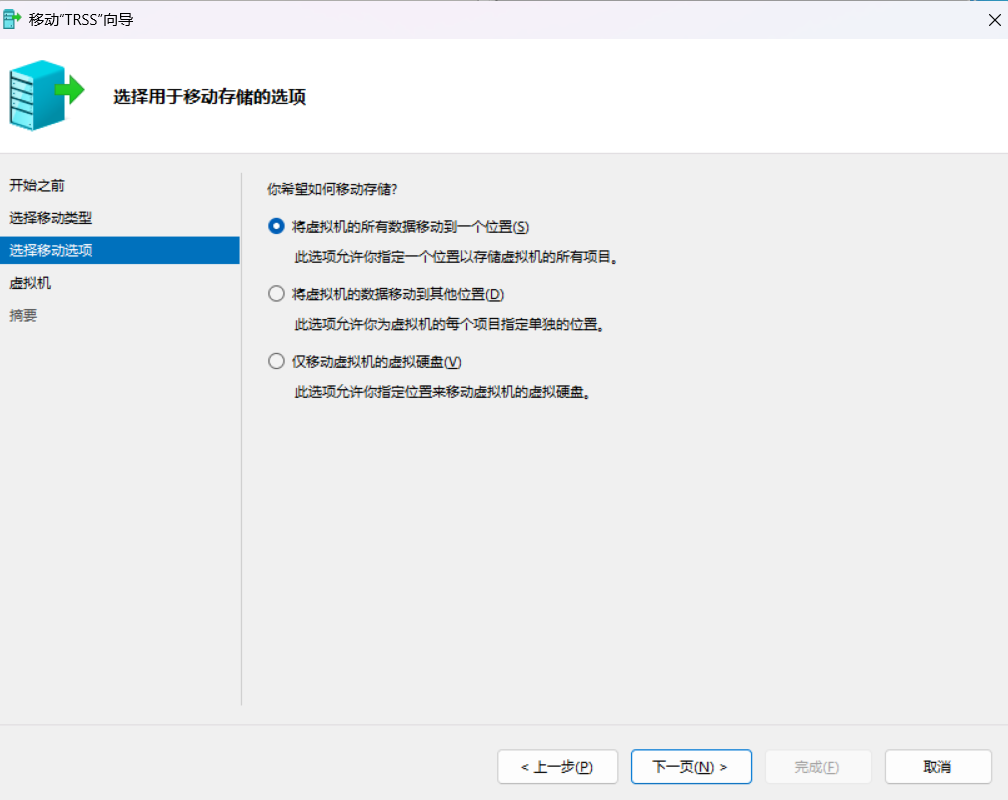 移动“TRSS”向导
选择用于移动存储的选项
开始之前
选择移动类型
选择移动选项
虚拟机
摘要
你希望如何移动存储?
将虚拟机的所有数据移动到一个位置(S)
此选项允许你指定一个位置以存储虚拟机的所有项目。
将虚拟机的数据移动到其他位置(D)
此选项允许你为虚拟机的每个项目指定单独的位置。
仅移动虚拟机的虚拟硬盘(V)
此选项允许你指定位置来移动虚拟机的虚拟硬盘。
< 上一步(P)
下一页(N) >
完成(F)
取消